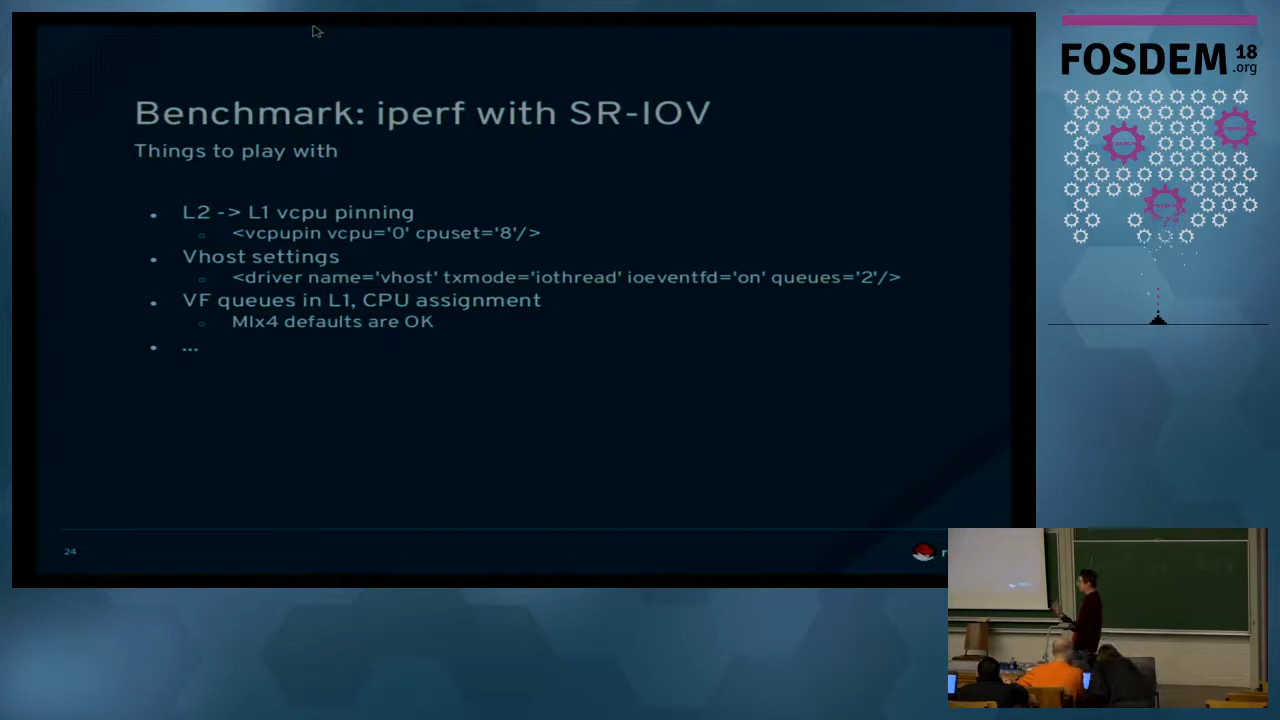 Benchmark: iperf with SR-IOV
Things to play with
L2 -> L1 vcpu pinning
<vcpupin vcpu='0' cpuset='8'/>
Vhost settings
<driver name='vhost' txmode='iothread' ioeventfd='on' queues='2'/>
VF queues in L1, CPU assignment
Mlx4 defaults are OK
...
24
r
FOSDEM 18
.org